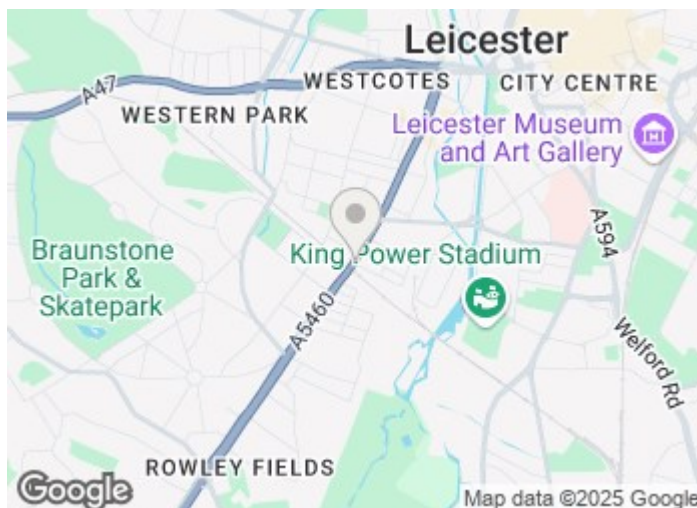 Leicester
A47
WESTCOTES
CITY CENTRE
WESTERN PARK
Leicester Museum
and Art Gallery
A594
Braunstone
Park &
Skatepark
King Power Stadium
A5460
Welford Rd
ROWLEY FIELDS
Google
Map data ©2025 Google